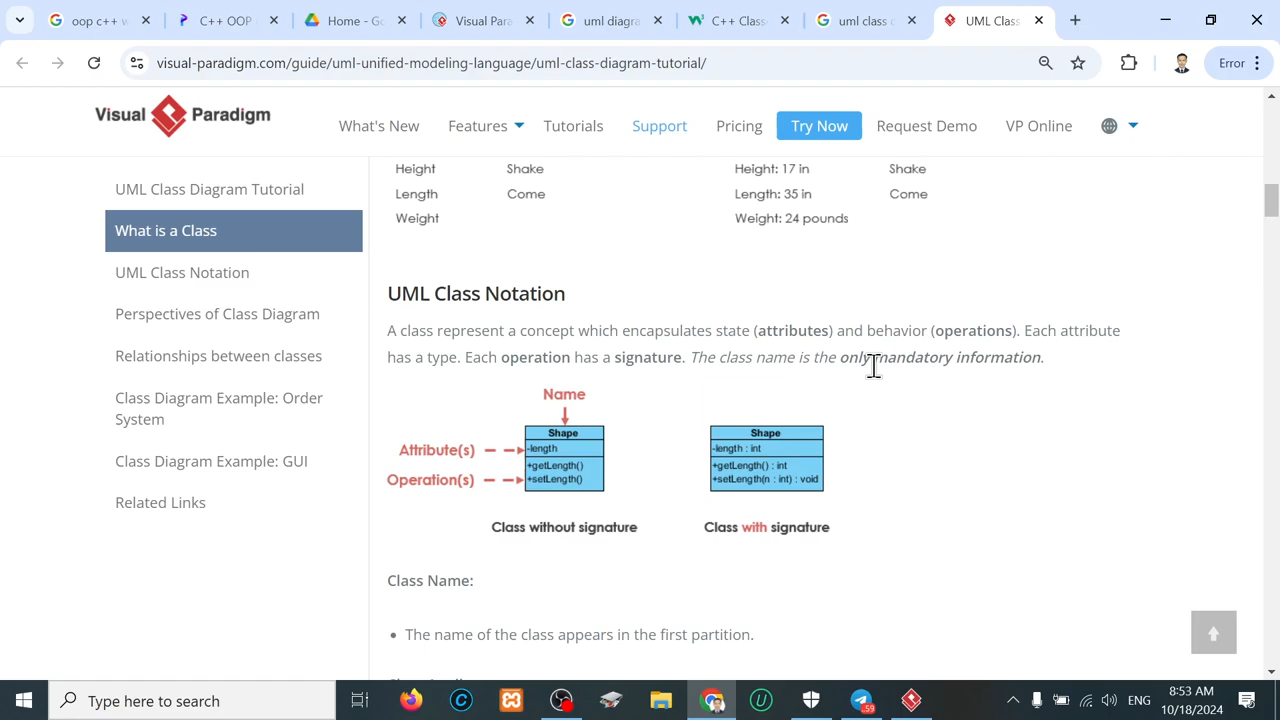 oop c++ w
C++ OOP
Home - Go
Visual Para
uml diagra
C++ Class
uml class d
UML Class
visual-paradigm.com/guide/uml-unified-modeling-language/uml-class-diagram-tutorial/
Error
Visual Paradigm
What's New
Features
Tutorials
Support
Pricing
Try Now
Request Demo
VP Online
UML Class Diagram Tutorial
What is a Class
UML Class Notation
Perspectives of Class Diagram
Relationships between classes
Class Diagram Example: Order
System
Class Diagram Example: GUI
Related Links
Height Shake Height: 17 in Shake
Length Come Length: 35 in Come
Weight Weight: 24 pounds
UML Class Notation
A class represent a concept which encapsulates state (attributes) and behavior (operations). Each attribute
has a type. Each operation has a signature. The class name is the only mandatory information.
Name
Shape
Attribute(s)
-length
Operation(s)
+getLength()
+setLength()
Class without signature
Shape
-length : int
+getLength() : int
+setLength(n : int) : void
Class with signature
Class Name:
The name of the class appears in the first partition.
Type here to search
59
ENG
8:53 AM
10/18/2024